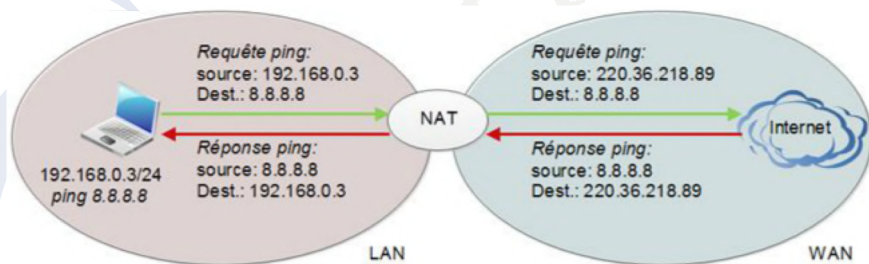 Requête ping:
source: 192.168.0.3
Dest.: 8.8.8.8
Réponse ping:
source: 8.8.8.8
Dest.: 192.168.0.3
192.168.0.3/24
ping 8.8.8.8
LAN
NAT
Requête ping:
source: 220.36.218.89
Dest.: 8.8.8.8
Réponse ping:
source: 8.8.8.8
Dest.: 220.36.218.89
Internet
WAN